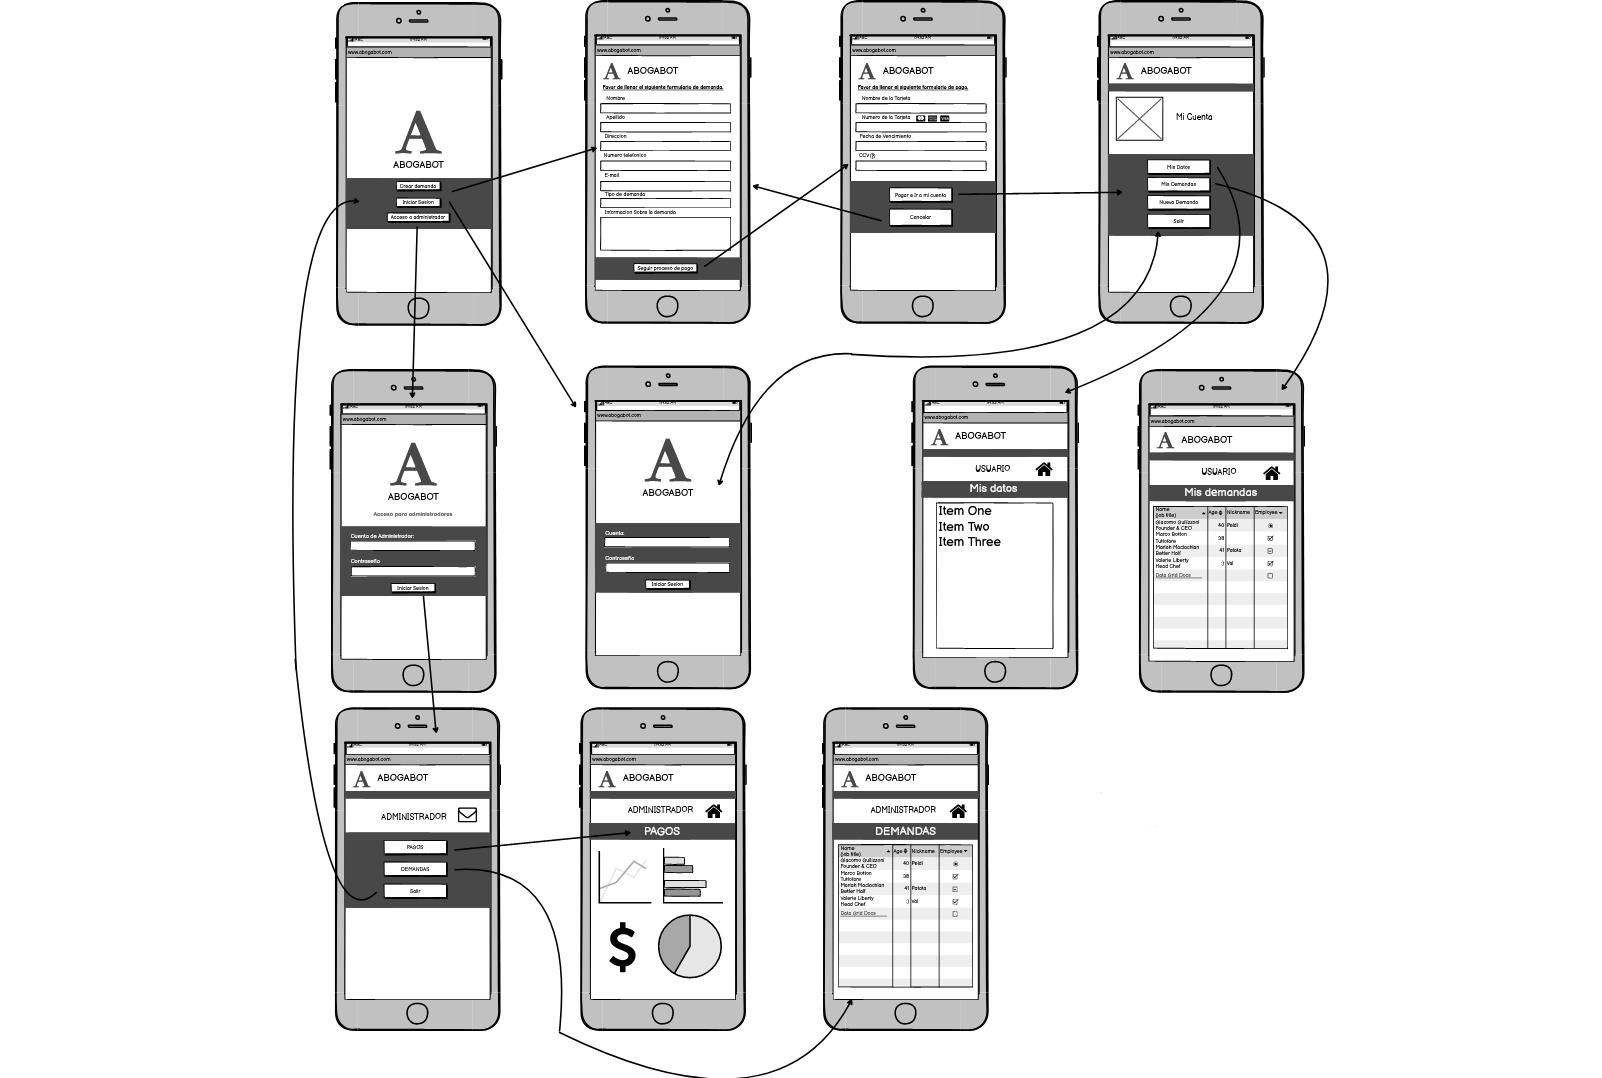 www.abogabot.com
A
ABOGABOT
Crear demanda
Iniciar Sesion
Acceso a administrador
www.abogabot.com
A ABOGABOT
Favor de llenar el siguiente formulario de demanda.
Nombre
Apellido
Direccion
Numero telefonico
E-mail
Tipo de demanda
Informacion Sobre la demanda
Seguir proceso de pago
www.abogabot.com
A ABOGABOT
Favor de llenar el siguiente formulario de pago.
Nombre de la Tarjeta
Numero de la Tarjeta
Fecha de Vencimiento
CCV
Pagar e ir a mi cuenta
Cancelar
www.abogabot.com
A ABOGABOT
Mi Cuenta
Mis Datos
Mis Demandas
Nueva Demanda
Salir
www.abogabot.com
A
ABOGABOT
Acceso para administradores
Cuenta de Administrador:
Contraseña
Iniciar Sesion
www.abogabot.com
A
ABOGABOT
Cuenta:
Contraseña
Iniciar Sesion
www.abogabot.com
A ABOGABOT
USUARIO
Mis datos
Item One
Item Two
Item Three
www.abogabot.com
A ABOGABOT
USUARIO
Mis demandas
Name
(job title) Age Nickname Employee
Giacomo Guilizzoni
Founder & CEO 40 Peldi
Marco Botton
Tuttofare 38
Mariah Maclachlan
Better Half 41 Patata
Valerie Liberty
Head Chef :) Val
Data Grid Docs
www.abogabot.com
A ABOGABOT
ADMINISTRADOR
PAGOS
DEMANDAS
Salir
www.abogabot.com
A ABOGABOT
ADMINISTRADOR
PAGOS
$
www.abogabot.com
A ABOGABOT
ADMINISTRADOR
DEMANDAS
Name
(job title) Age Nickname Employee
Giacomo Guilizzoni
Founder & CEO 40 Peldi
Marco Botton
Tuttofare 38
Mariah Maclachlan
Better Half 41 Patata
Valerie Liberty
Head Chef :) Val
Data Grid Docs